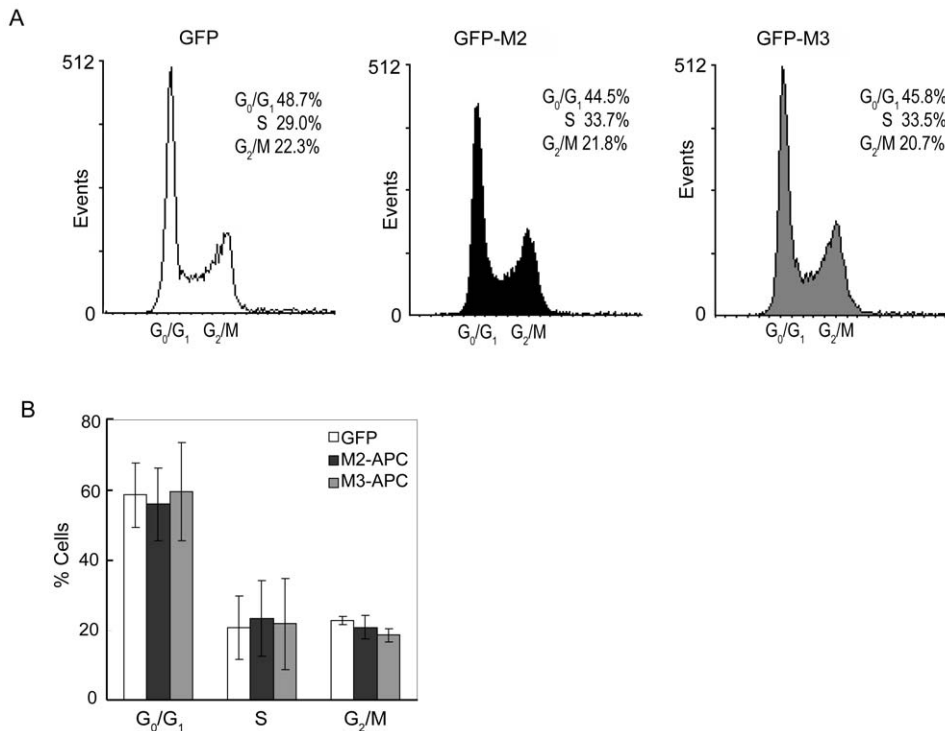 A
GFP
512
Events
0
G₀/G₁ 48.7%
S 29.0%
G₂/M 22.3%
G₀/G₁ G₂/M
GFP-M2
512
Events
0
G₀/G₁ 44.5%
S 33.7%
G₂/M 21.8%
G₀/G₁ G₂/M
GFP-M3
512
Events
0
G₀/G₁ 45.8%
S 33.5%
G₂/M 20.7%
G₀/G₁ G₂/M
B
80
60
40
20
0
% Cells
GFP
M2-APC
M3-APC
G₀/G₁ S G₂/M